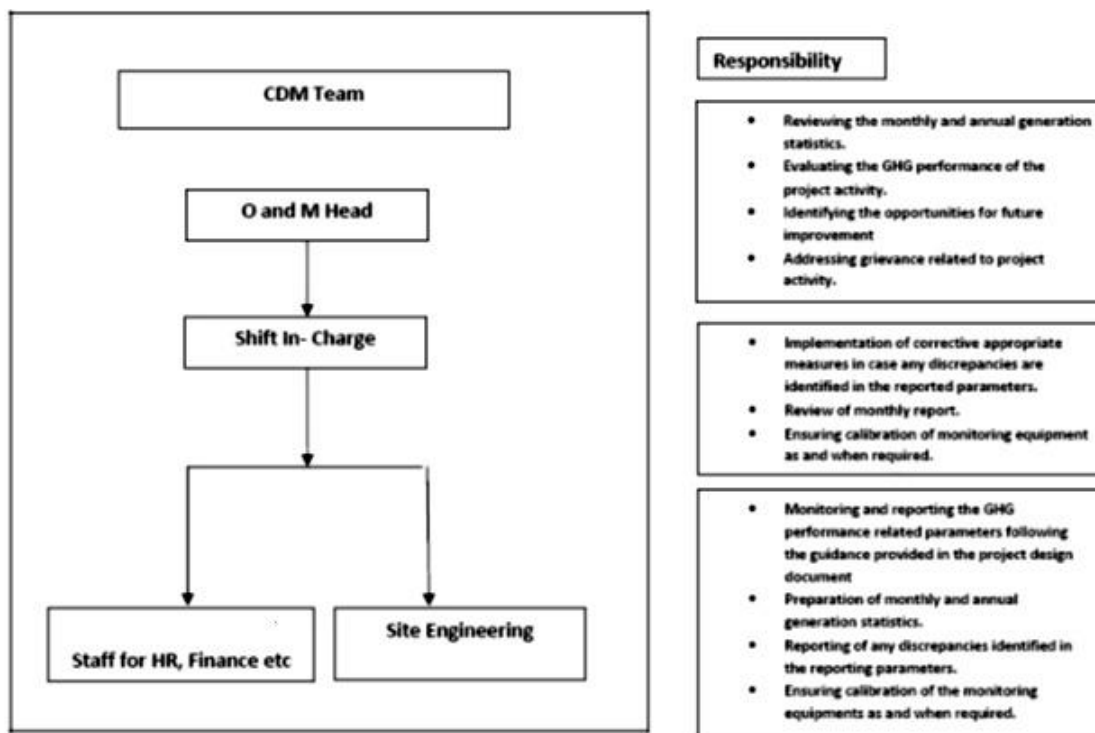 CDM Team
O and M Head
Shift In- Charge
Staff for HR, Finance etc
Site Engineering
Responsibility
• Reviewing the monthly and annual generation
statistics.
• Evaluating the GHG performance of the
project activity.
• Identifying the opportunities for future
improvement
• Addressing grievance related to project
activity.
• Implementation of corrective appropriate
measures in case any discrepancies are
identified in the reported parameters.
• Review of monthly report.
• Ensuring calibration of monitoring equipment
as and when required.
• Monitoring and reporting the GHG
performance related parameters following
the guidance provided in the project design
document
• Preparation of monthly and annual
generation statistics.
• Reporting of any discrepancies identified in
the reporting parameters.
• Ensuring calibration of the monitoring
equipments as and when required.